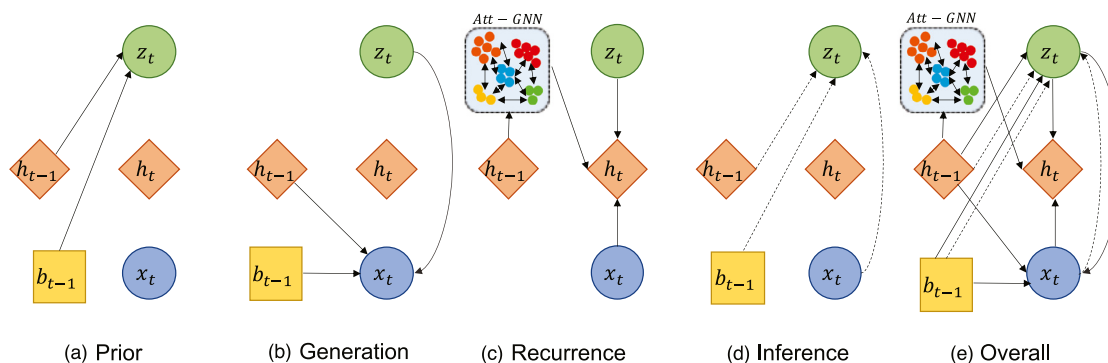 Att − GNN
Att − GNN
z_t
z_t
z_t
z_t
z_t
h_{t−1}
h_t
h_{t−1}
h_t
h_{t−1}
h_t
h_{t−1}
h_t
h_{t−1}
h_t
b_{t−1}
x_t
b_{t−1}
x_t
x_t
b_{t−1}
x_t
b_{t−1}
x_t
(a) Prior
(b) Generation
(c) Recurrence
(d) Inference
(e) Overall